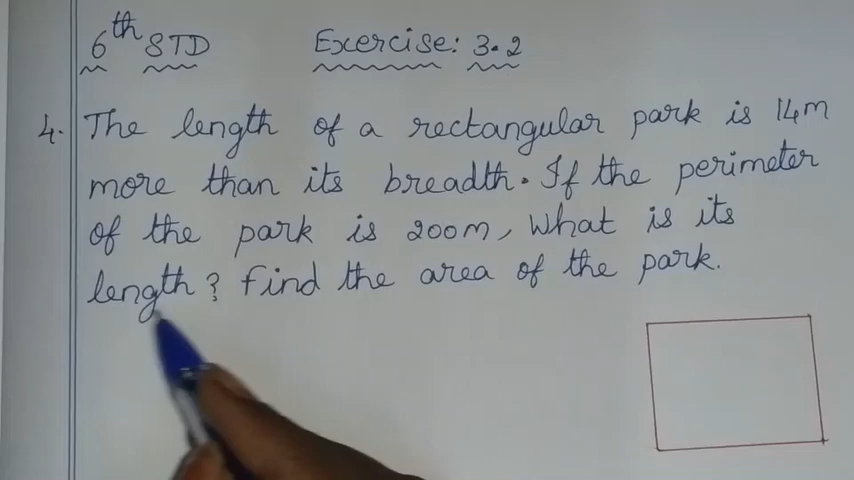 6th STD Exercise: 3.2
4. The length of a rectangular park is 14m
more than its breadth. If the perimeter
of the park is 200m, What is its
length? find the area of the park.